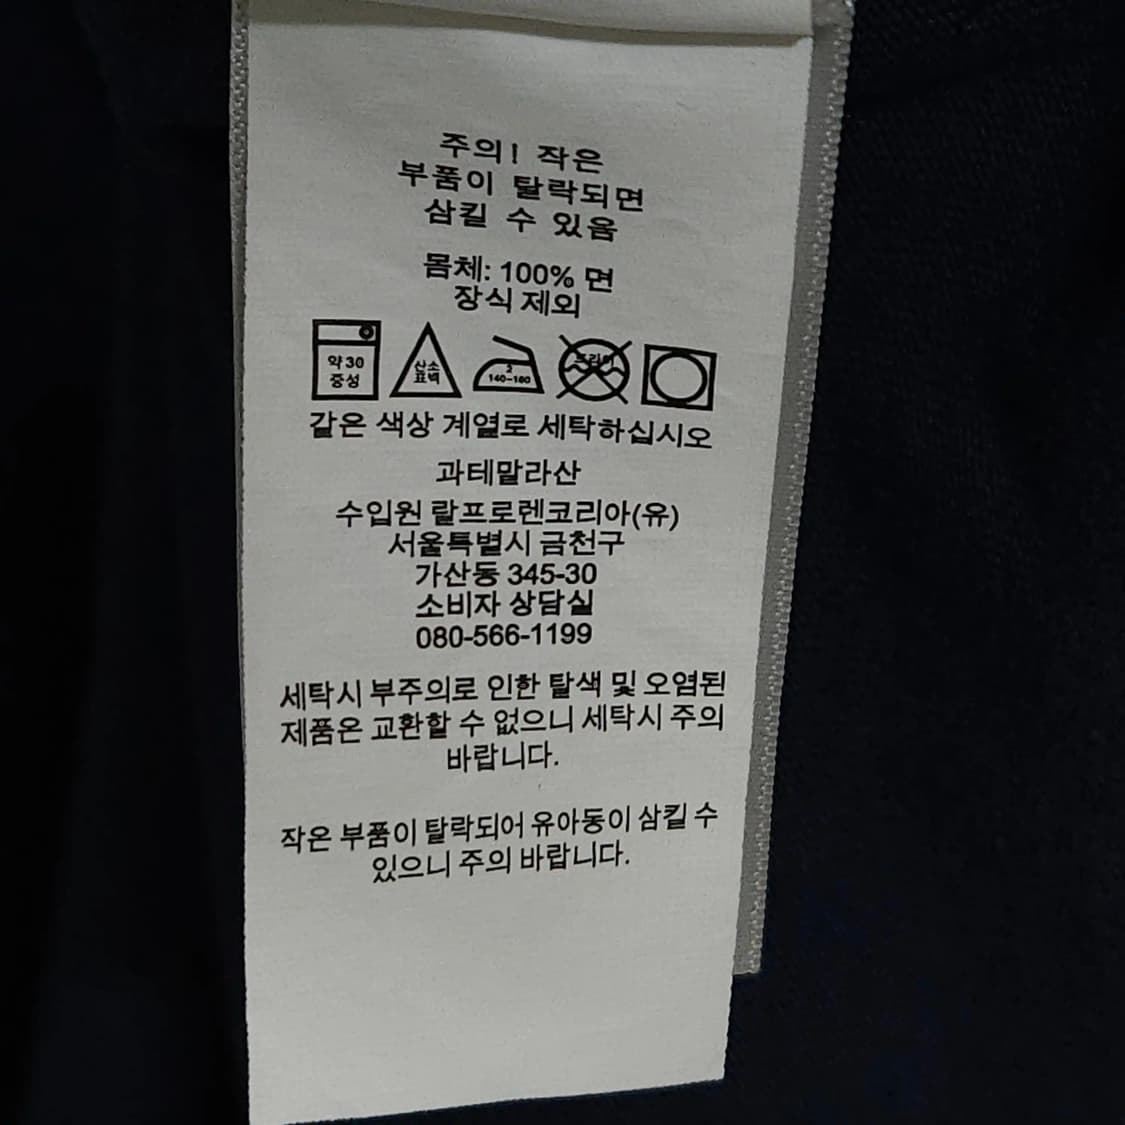 주의! 작은
부품이 탈락되면
삼킬 수 있음
몸체: 100% 면
장식 제외
약 30
중성
산소
표백
2
140-160
드라이
같은 색상 계열로 세탁하십시오
과테말라산
수입원 랄프로렌코리아(유)
서울특별시 금천구
가산동 345-30
소비자 상담실
080-566-1199
세탁시 부주의로 인한 탈색 및 오염된
제품은 교환할 수 없으니 세탁시 주의
바랍니다.
작은 부품이 탈락되어 유아동이 삼킬 수
있으니 주의 바랍니다.